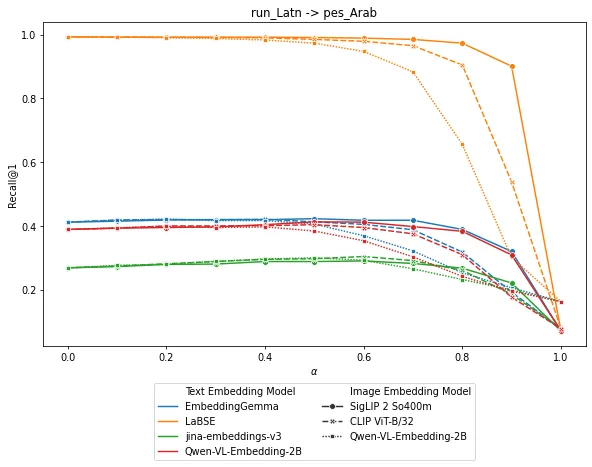 run_Latn -> pes_Arab
Recall@1
1.0
0.8
0.6
0.4
0.2
0.0 0.2 0.4 0.6 0.8 1.0
α
Text Embedding Model Image Embedding Model
EmbeddingGemma SigLIP 2 So400m
LaBSE CLIP ViT-B/32
jina-embeddings-v3 Qwen-VL-Embedding-2B
Qwen-VL-Embedding-2B